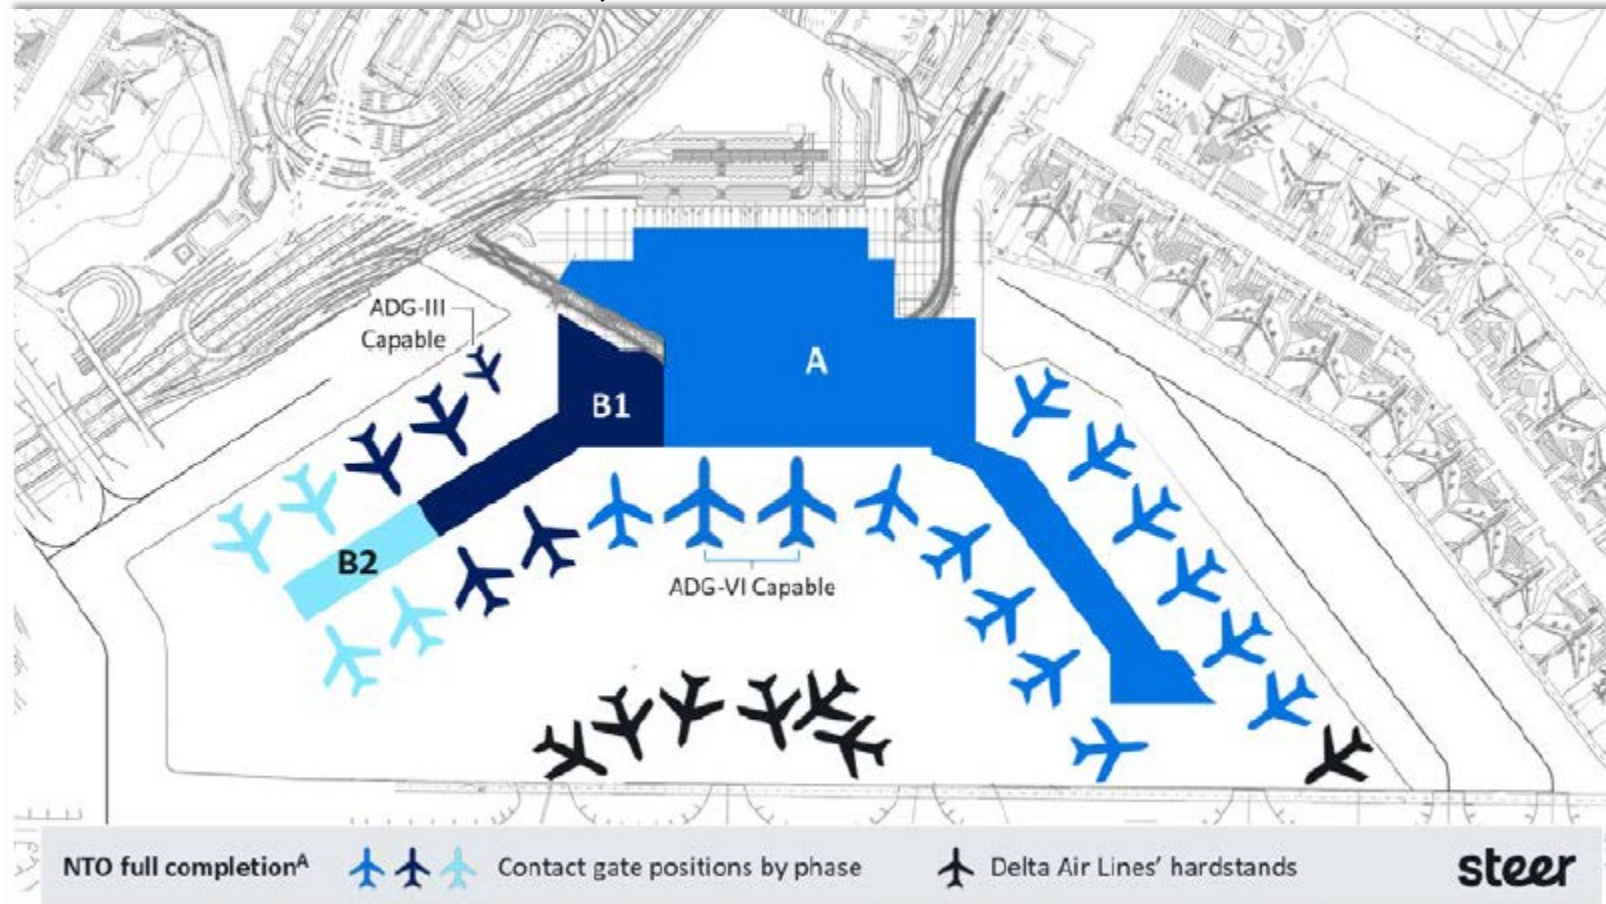 ADG-III
Capable
A
B1
B2
ADG-VI Capable
NTO full completionᴬ
Contact gate positions by phase
Delta Air Lines’ hardstands
steer